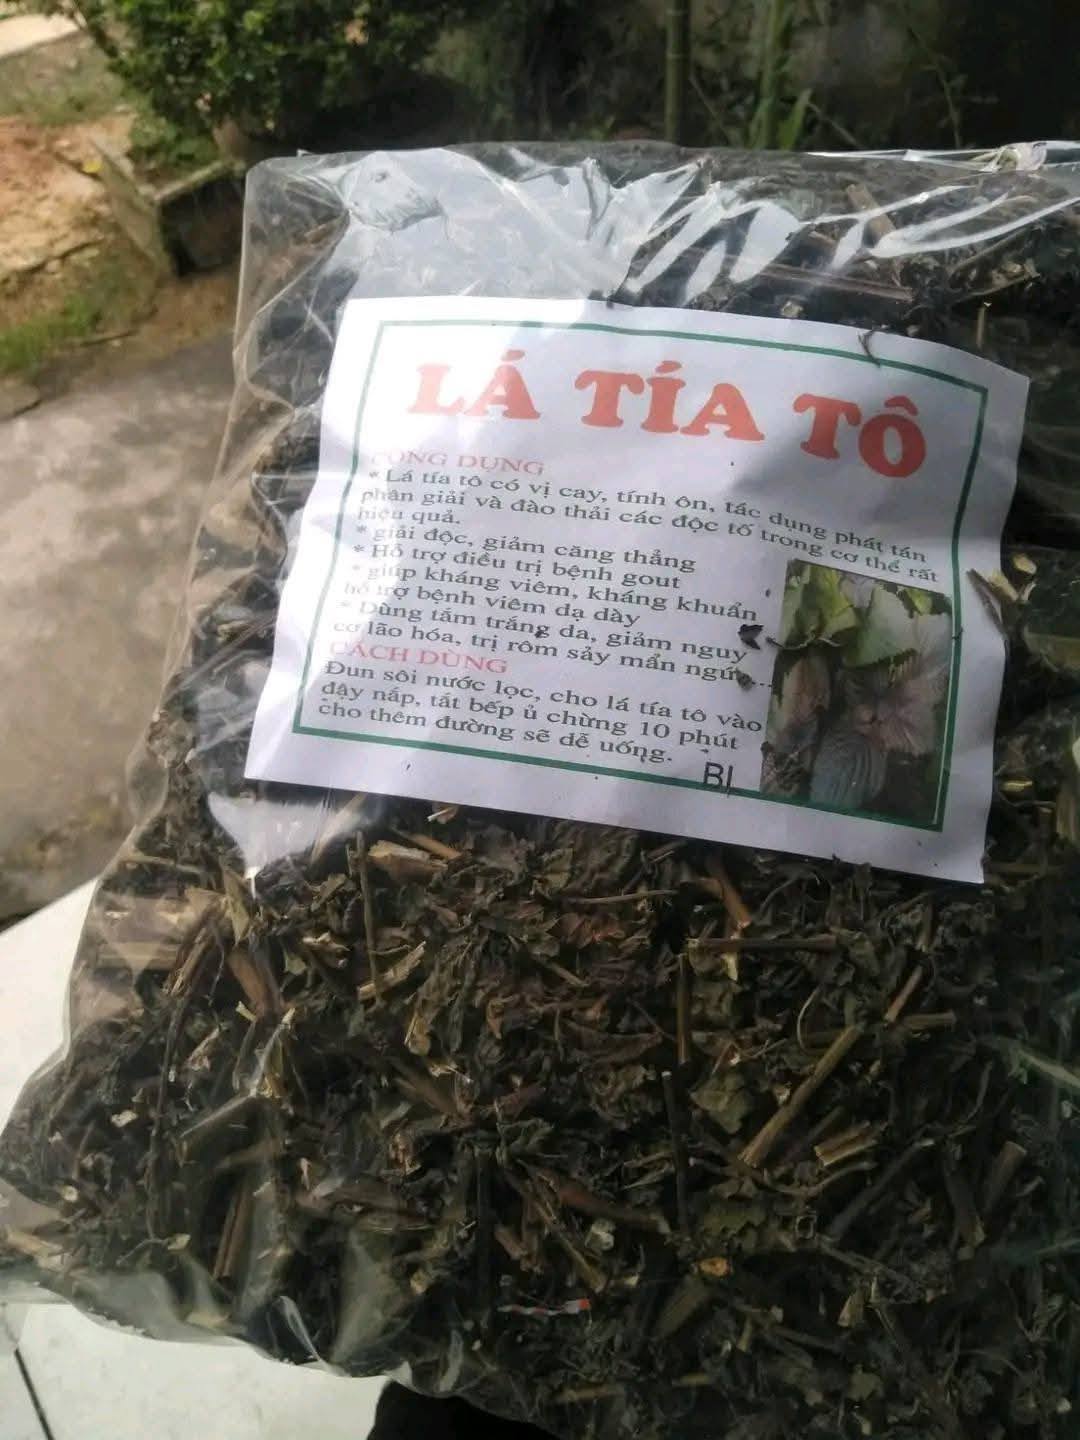 LÁ TÍA TÔ
CÔNG DỤNG
* Lá tía tô có vị cay, tính ôn, tác dụng phát tán
phân giải và đào thải các độc tố trong cơ thể rất
hiệu quả.
* giải độc, giảm căng thẳng
* Hỗ trợ điều trị bệnh gout
* giúp kháng viêm, kháng khuẩn
hỗ trợ bệnh viêm dạ dày
* Dùng tắm trắng da, giảm nguy
cơ lão hóa, trị rôm sảy mẩn ngứa...
CÁCH DÙNG
Đun sôi nước lọc, cho lá tía tô vào
đậy nắp, tắt bếp ủ chừng 10 phút
cho thêm đường sẽ dễ uống.
BI